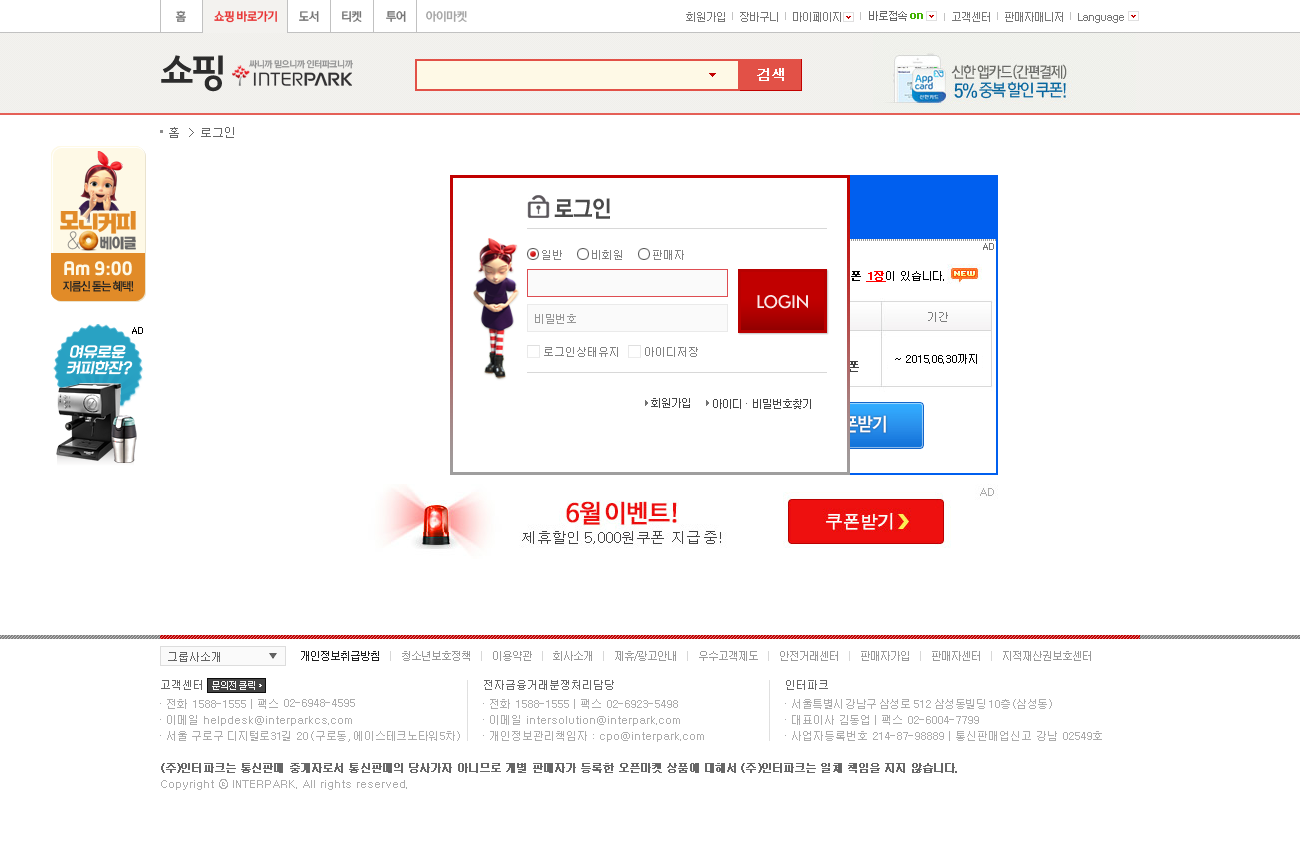 홈 쇼핑 바로가기 도서 티켓 투어 아이마켓
회원가입 장바구니 마이페이지 바로접속 on 고객센터 판매자매니저 Language
쇼핑 싸니까 믿으니까 인터파크니까
INTERPARK
검색
App card
신한카드
신한 앱카드(간편결제)
5% 중복 할인 쿠폰!
홈 > 로그인
모닝커피
&베이글
Am 9:00
지름신 돋는 혜택!
AD
여유로운
커피한잔?
로그인
일반 비회원 판매자
LOGIN
비밀번호
로그인상태유지 아이디저장
회원가입 아이디 · 비밀번호찾기
AD
폰 1장이 있습니다. NEW
기간
폰
~ 2015.06.30까지
폰받기
AD
6월 이벤트!
제휴할인 5,000원쿠폰 지급 중!
쿠폰받기
그룹사소개 개인정보취급방침 청소년보호정책 이용약관 회사소개 제휴/광고안내 우수고객제도 안전거래센터 판매자가입 판매자센터 지적재산권보호센터
고객센터 문의전 클릭
· 전화 1588-1555 | 팩스 02-6948-4595
· 이메일 helpdesk@interparkcs.com
· 서울 구로구 디지털로31길 20 (구로동, 에이스테크노타워5차)
전자금융거래분쟁처리담당
· 전화 1588-1555 | 팩스 02-6923-5498
· 이메일 intersolution@interpark.com
· 개인정보관리책임자 : cpo@interpark.com
인터파크
· 서울특별시 강남구 삼성로 512 삼성동빌딩 10층 (삼성동)
· 대표이사 김동업 | 팩스 02-6004-7799
· 사업자등록번호 214-87-98889 | 통신판매업신고 강남 02549호
(주)인터파크는 통신판매 중개자로서 통신판매의 당사가자 아니므로 개별 판매자가 등록한 오픈마켓 상품에 대해서 (주)인터파크는 일체 책임을 지지 않습니다.
Copyright ⓒ INTERPARK. All rights reserved.